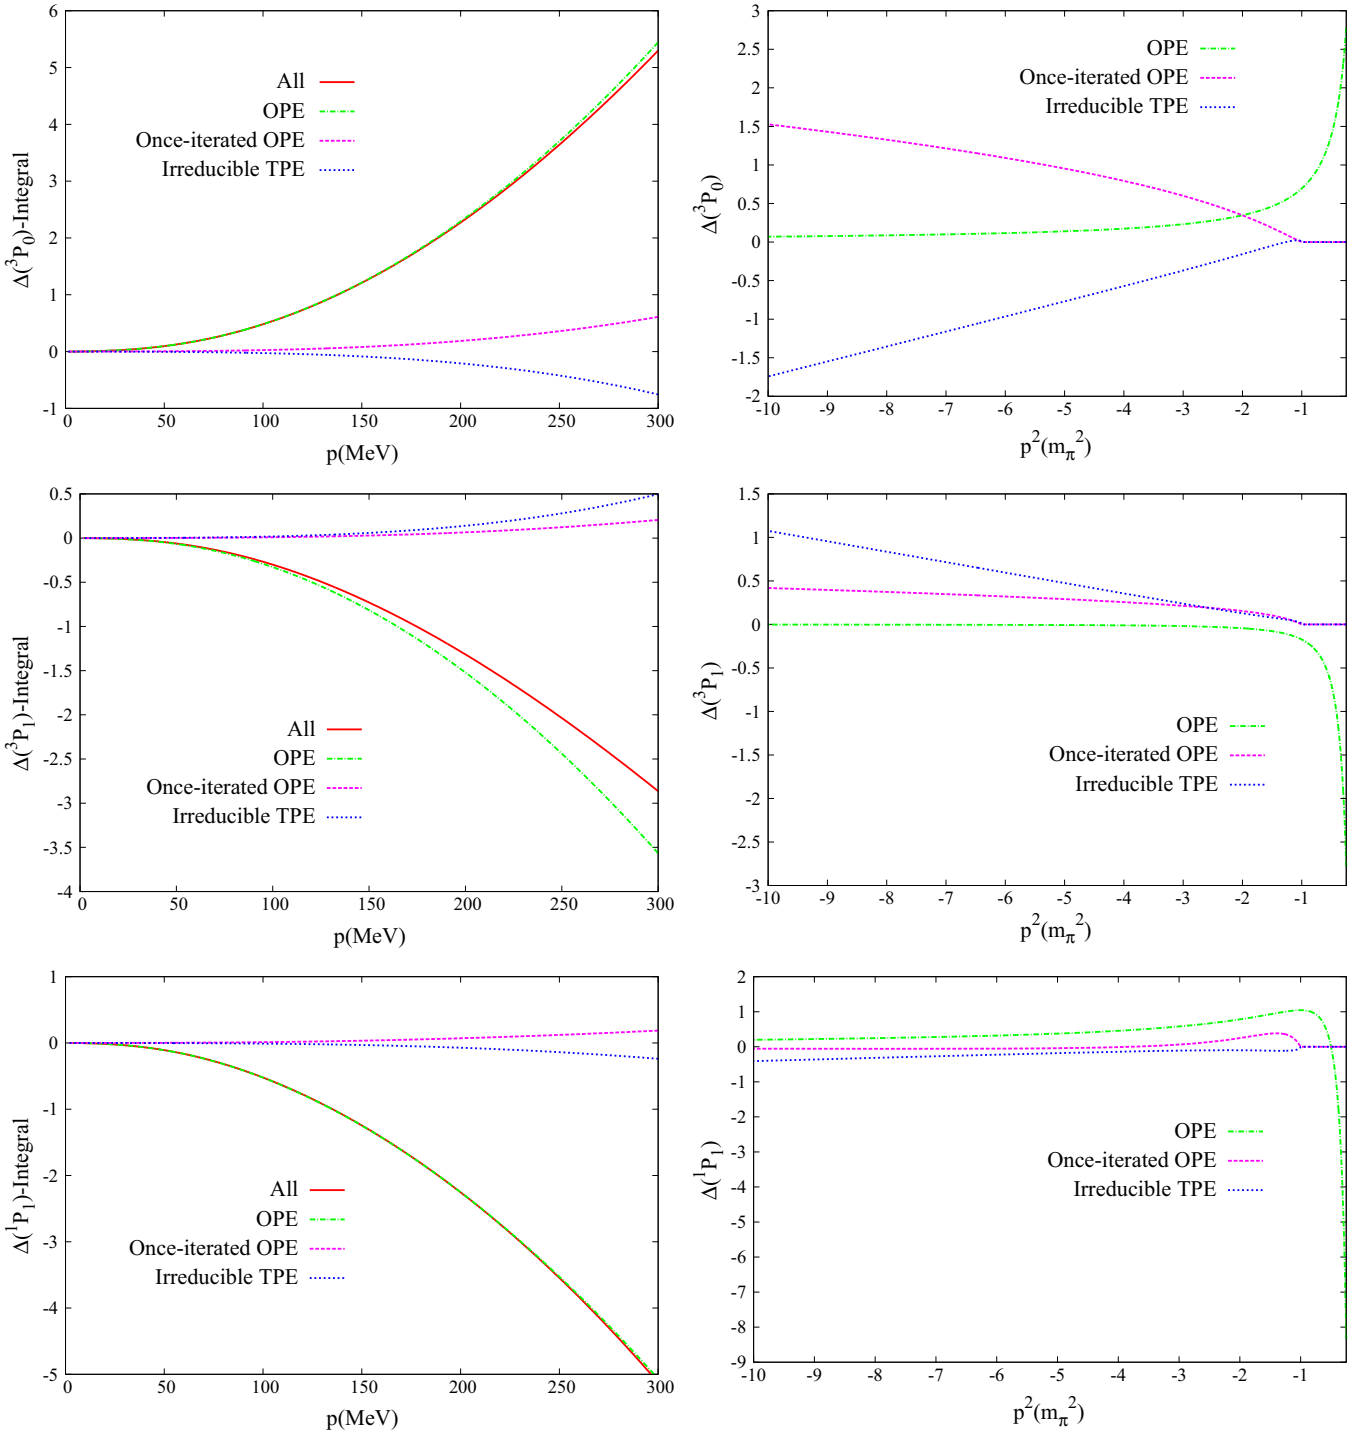 Δ(³P₀)-Integral
6
5
4
3
2
1
0
-1
All
OPE
Once-iterated OPE
Irreducible TPE
0 50 100 150 200 250 300
p(MeV)
Δ(³P₀)
3
2.5
2
1.5
1
0.5
0
-0.5
-1
-1.5
-2
OPE
Once-iterated OPE
Irreducible TPE
-10 -9 -8 -7 -6 -5 -4 -3 -2 -1
p²(mπ²)
Δ(³P₁)-Integral
0.5
0
-0.5
-1
-1.5
-2
-2.5
-3
-3.5
-4
All
OPE
Once-iterated OPE
Irreducible TPE
0 50 100 150 200 250 300
p(MeV)
Δ(³P₁)
1.5
1
0.5
0
-0.5
-1
-1.5
-2
-2.5
-3
OPE
Once-iterated OPE
Irreducible TPE
-10 -9 -8 -7 -6 -5 -4 -3 -2 -1
p²(mπ²)
Δ(¹P₁)-Integral
1
0
-1
-2
-3
-4
-5
All
OPE
Once-iterated OPE
Irreducible TPE
0 50 100 150 200 250 300
p(MeV)
Δ(¹P₁)
2
1
0
-1
-2
-3
-4
-5
-6
-7
-8
-9
OPE
Once-iterated OPE
Irreducible TPE
-10 -9 -8 -7 -6 -5 -4 -3 -2 -1
p²(mπ²)